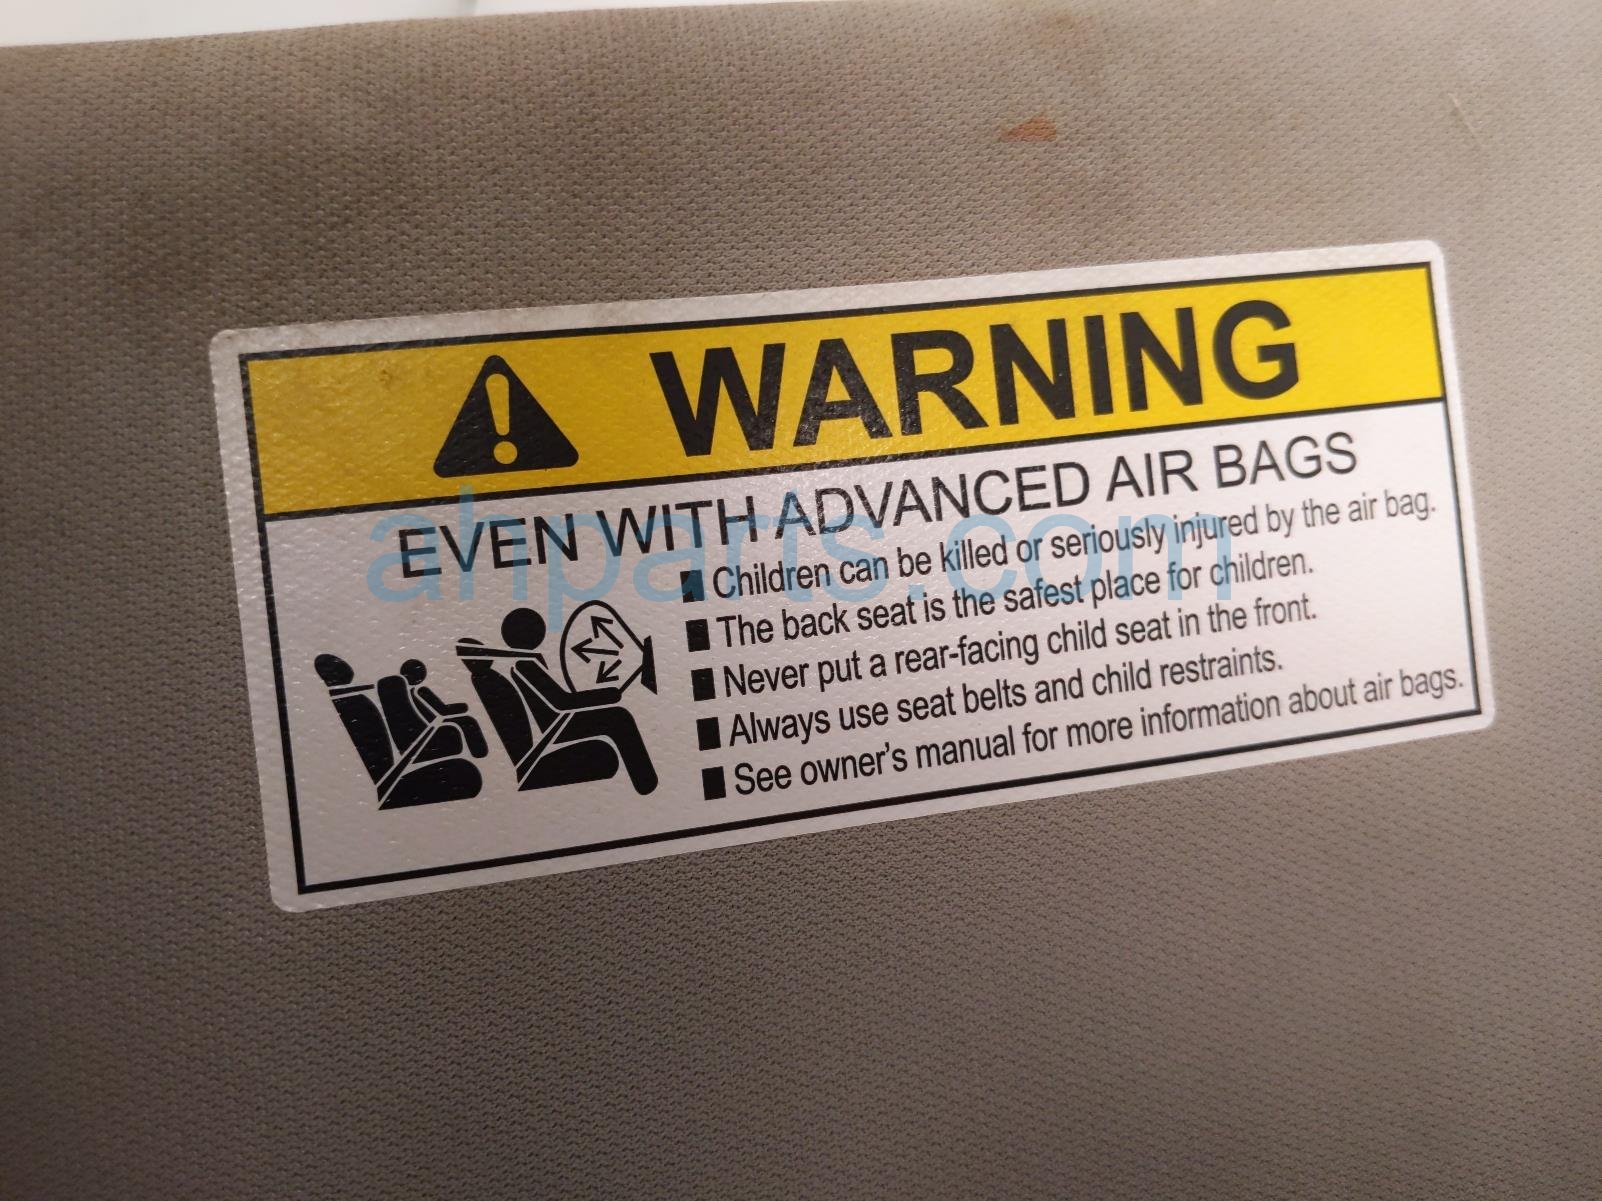 WARNING
EVEN WITH ADVANCED AIR BAGS
■ Children can be killed or seriously injured by the air bag.
■ The back seat is the safest place for children.
■ Never put a rear-facing child seat in the front.
■ Always use seat belts and child restraints.
■ See owner's manual for more information about air bags.
ahparts.com